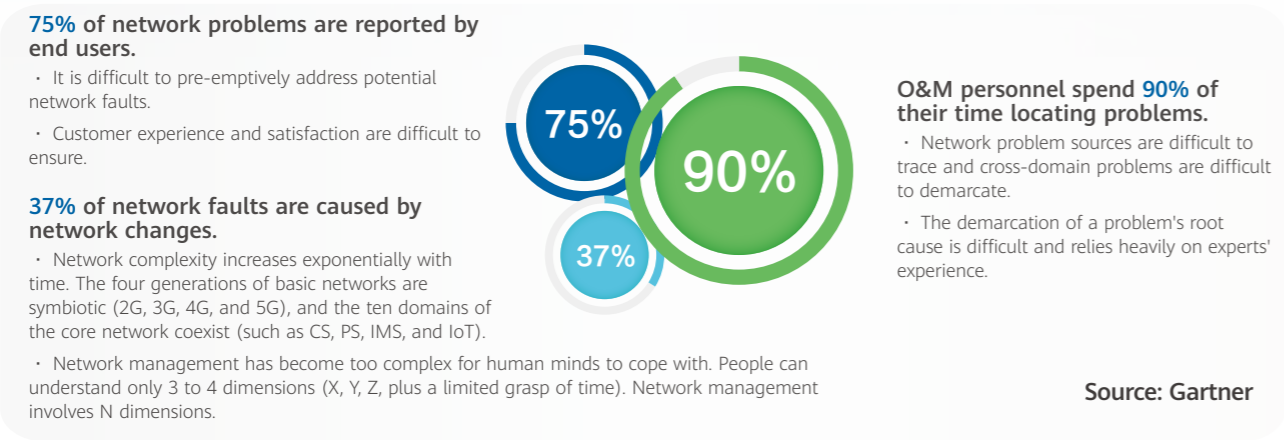 75% of network problems are reported by
end users.
· It is difficult to pre-emptively address potential
network faults.
· Customer experience and satisfaction are difficult to
ensure.
37% of network faults are caused by
network changes.
· Network complexity increases exponentially with
time. The four generations of basic networks are
symbiotic (2G, 3G, 4G, and 5G), and the ten domains of
the core network coexist (such as CS, PS, IMS, and IoT).
· Network management has become too complex for human minds to cope with. People can
understand only 3 to 4 dimensions (X, Y, Z, plus a limited grasp of time). Network management
involves N dimensions.
75%
90%
37%
O&M personnel spend 90% of
their time locating problems.
· Network problem sources are difficult to
trace and cross-domain problems are difficult
to demarcate.
· The demarcation of a problem's root
cause is difficult and relies heavily on experts'
experience.
Source: Gartner